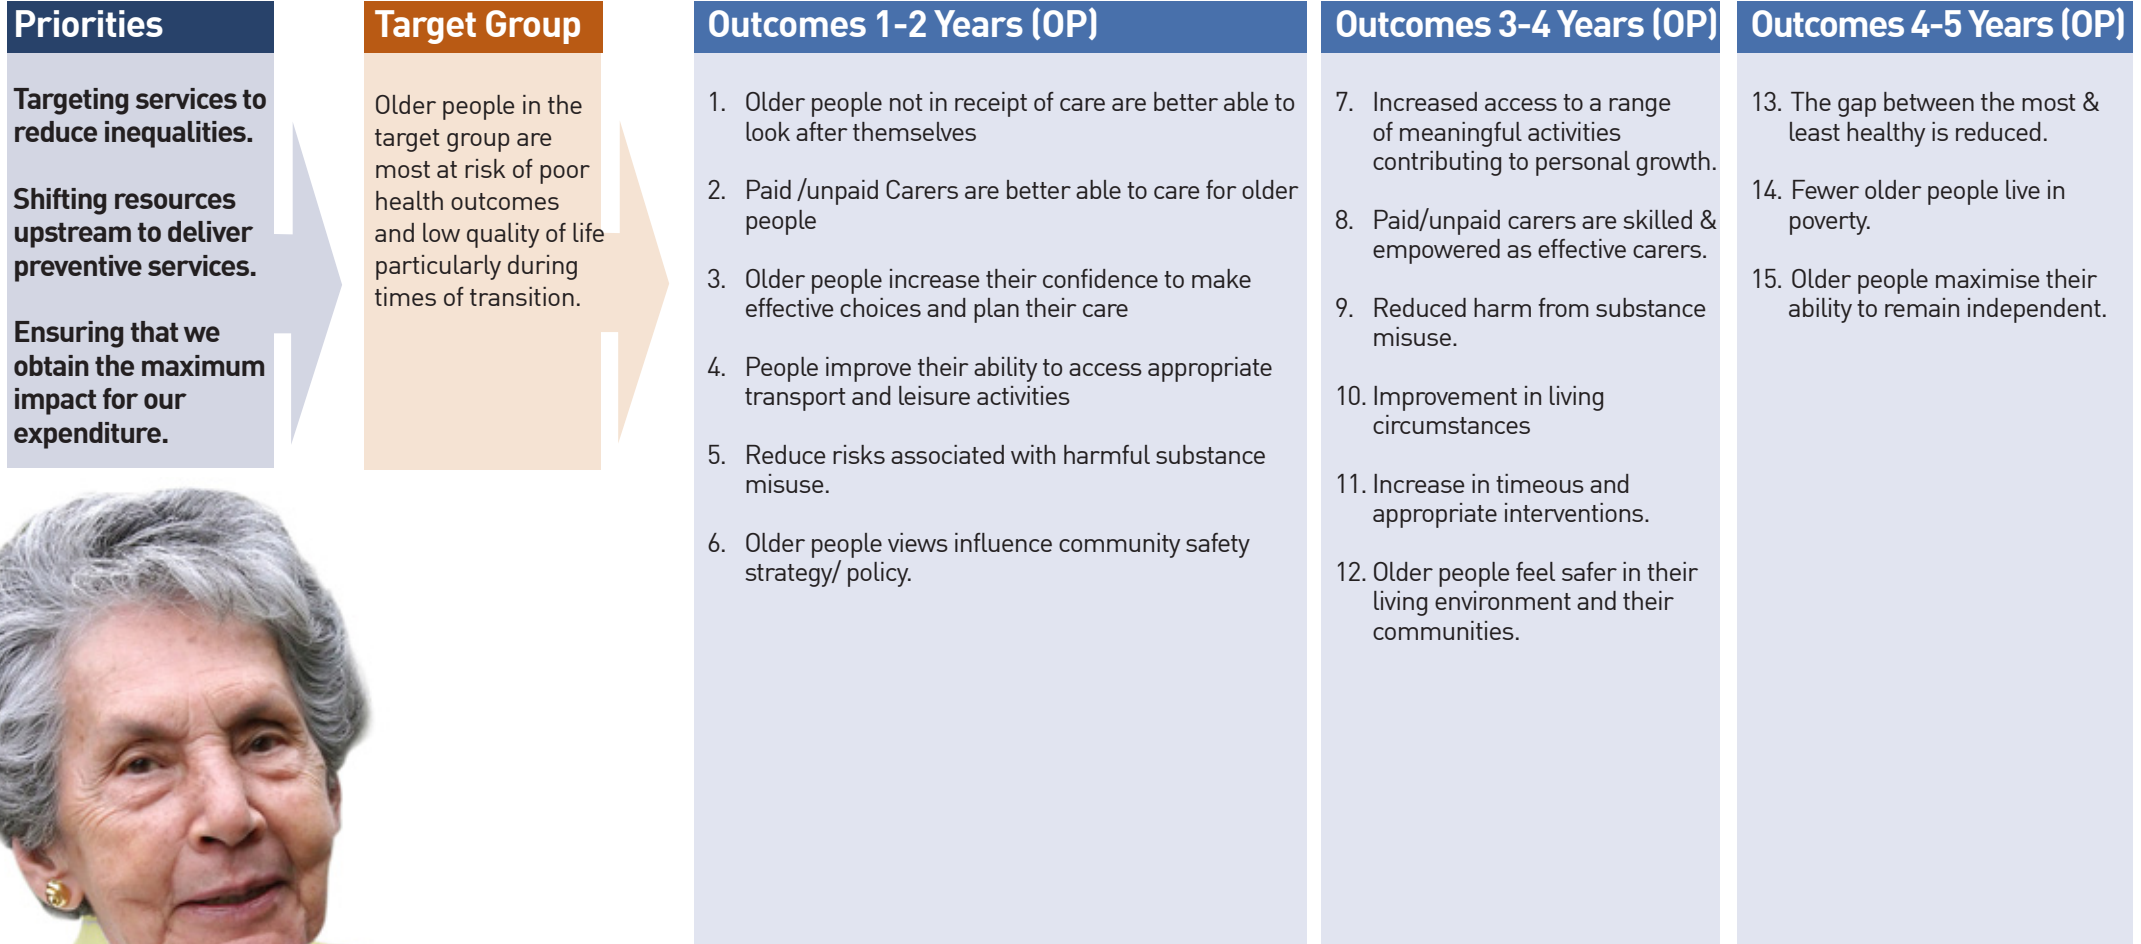 Priorities
Targeting services to
reduce inequalities.
Shifting resources
upstream to deliver
preventive services.
Ensuring that we
obtain the maximum
impact for our
expenditure.
Target Group
Older people in the
target group are
most at risk of poor
health outcomes
and low quality of life
particularly during
times of transition.
Outcomes 1-2 Years (OP)
1. Older people not in receipt of care are better able to
look after themselves
2. Paid /unpaid Carers are better able to care for older
people
3. Older people increase their confidence to make
effective choices and plan their care
4. People improve their ability to access appropriate
transport and leisure activities
5. Reduce risks associated with harmful substance
misuse.
6. Older people views influence community safety
strategy/ policy.
Outcomes 3-4 Years (OP)
7. Increased access to a range
of meaningful activities
contributing to personal growth.
8. Paid/unpaid carers are skilled &
empowered as effective carers.
9. Reduced harm from substance
misuse.
10. Improvement in living
circumstances
11. Increase in timeous and
appropriate interventions.
12. Older people feel safer in their
living environment and their
communities.
Outcomes 4-5 Years (OP)
13. The gap between the most &
least healthy is reduced.
14. Fewer older people live in
poverty.
15. Older people maximise their
ability to remain independent.